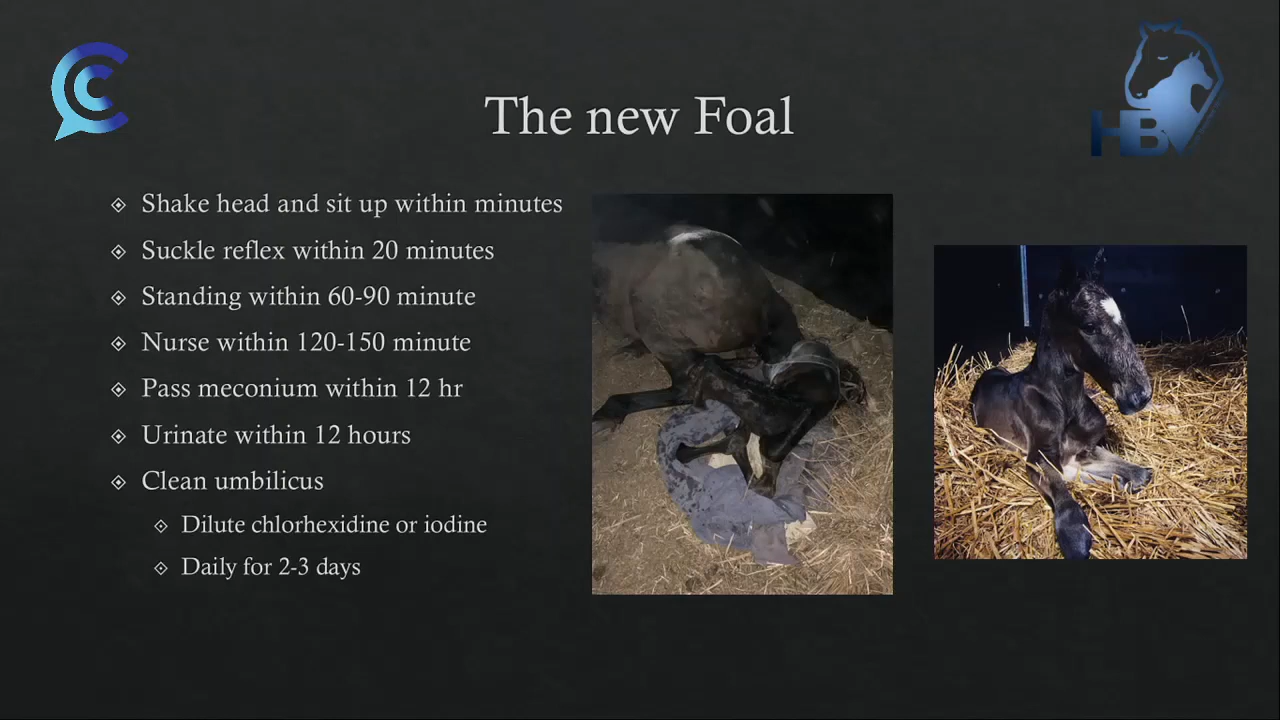 The new Foal
HBV
Shake head and sit up within minutes
Suckle reflex within 20 minutes
Standing within 60-90 minute
Nurse within 120-150 minute
Pass meconium within 12 hr
Urinate within 12 hours
Clean umbilicus
Dilute chlorhexidine or iodine
Daily for 2-3 days